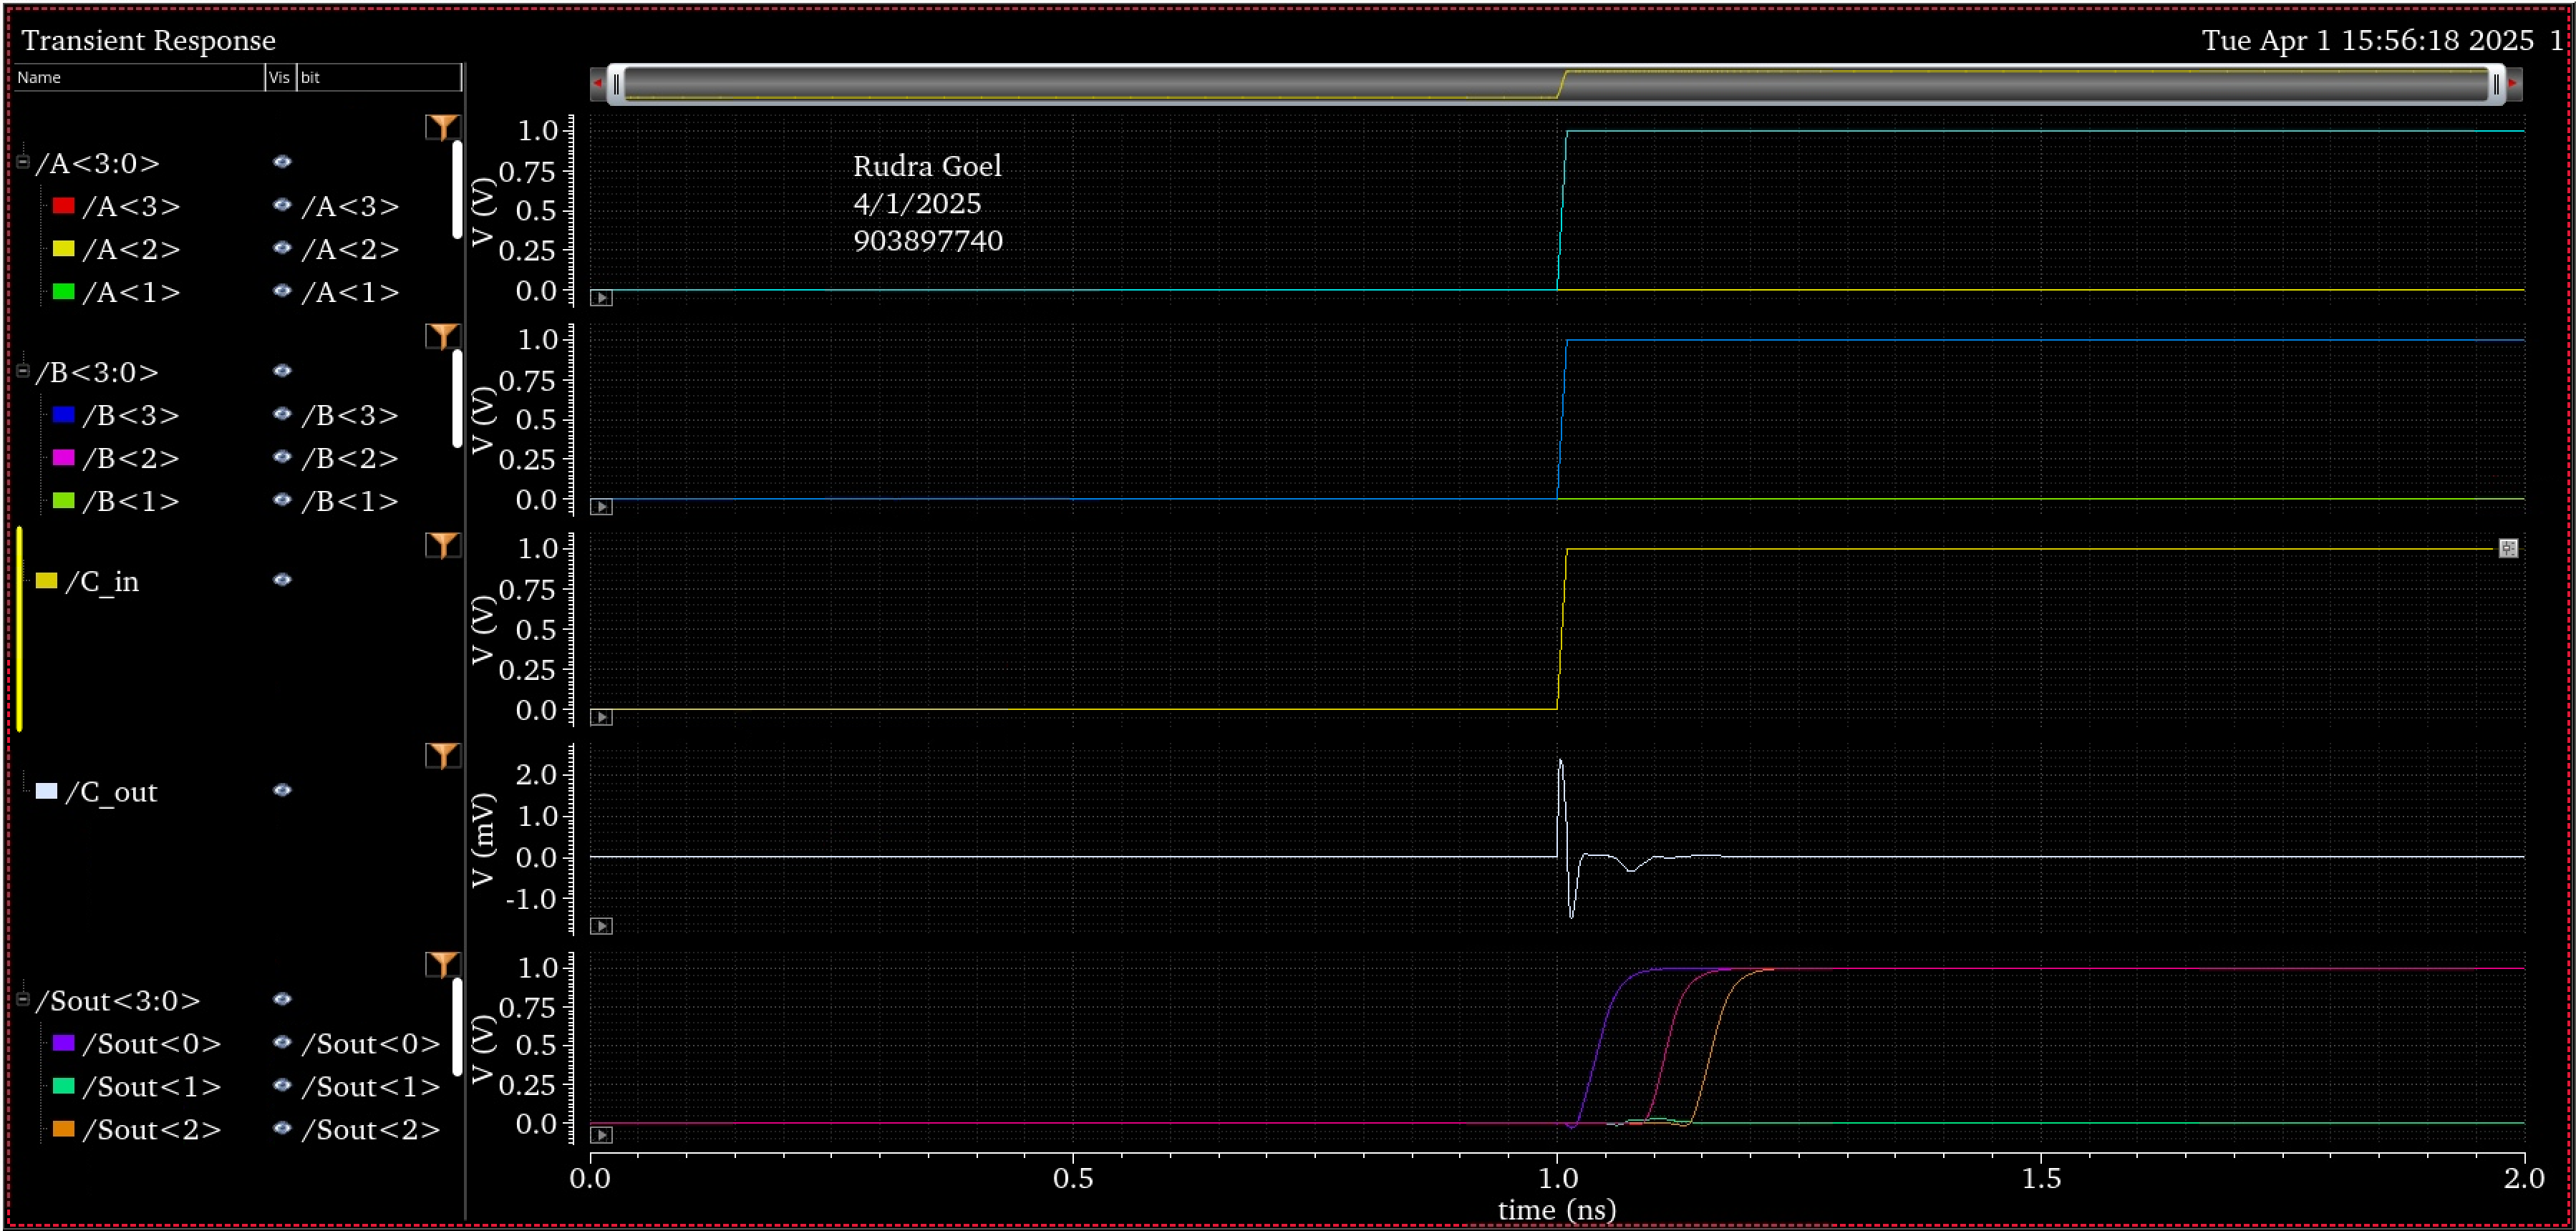 Transient Response
Tue Apr 1 15:56:18 2025 1
Name Vis bit
/A<3:0>
/A<3> /A<3>
/A<2> /A<2>
/A<1> /A<1>
V (V)
1.0
0.75
0.5
0.25
0.0
Rudra Goel
4/1/2025
903897740
/B<3:0>
/B<3> /B<3>
/B<2> /B<2>
/B<1> /B<1>
V (V)
1.0
0.75
0.5
0.25
0.0
/C_in
V (V)
1.0
0.75
0.5
0.25
0.0
/C_out
V (mV)
2.0
1.0
0.0
-1.0
/Sout<3:0>
/Sout<0> /Sout<0>
/Sout<1> /Sout<1>
/Sout<2> /Sout<2>
V (V)
1.0
0.75
0.5
0.25
0.0
0.0 0.5 1.0 1.5 2.0
time (ns)